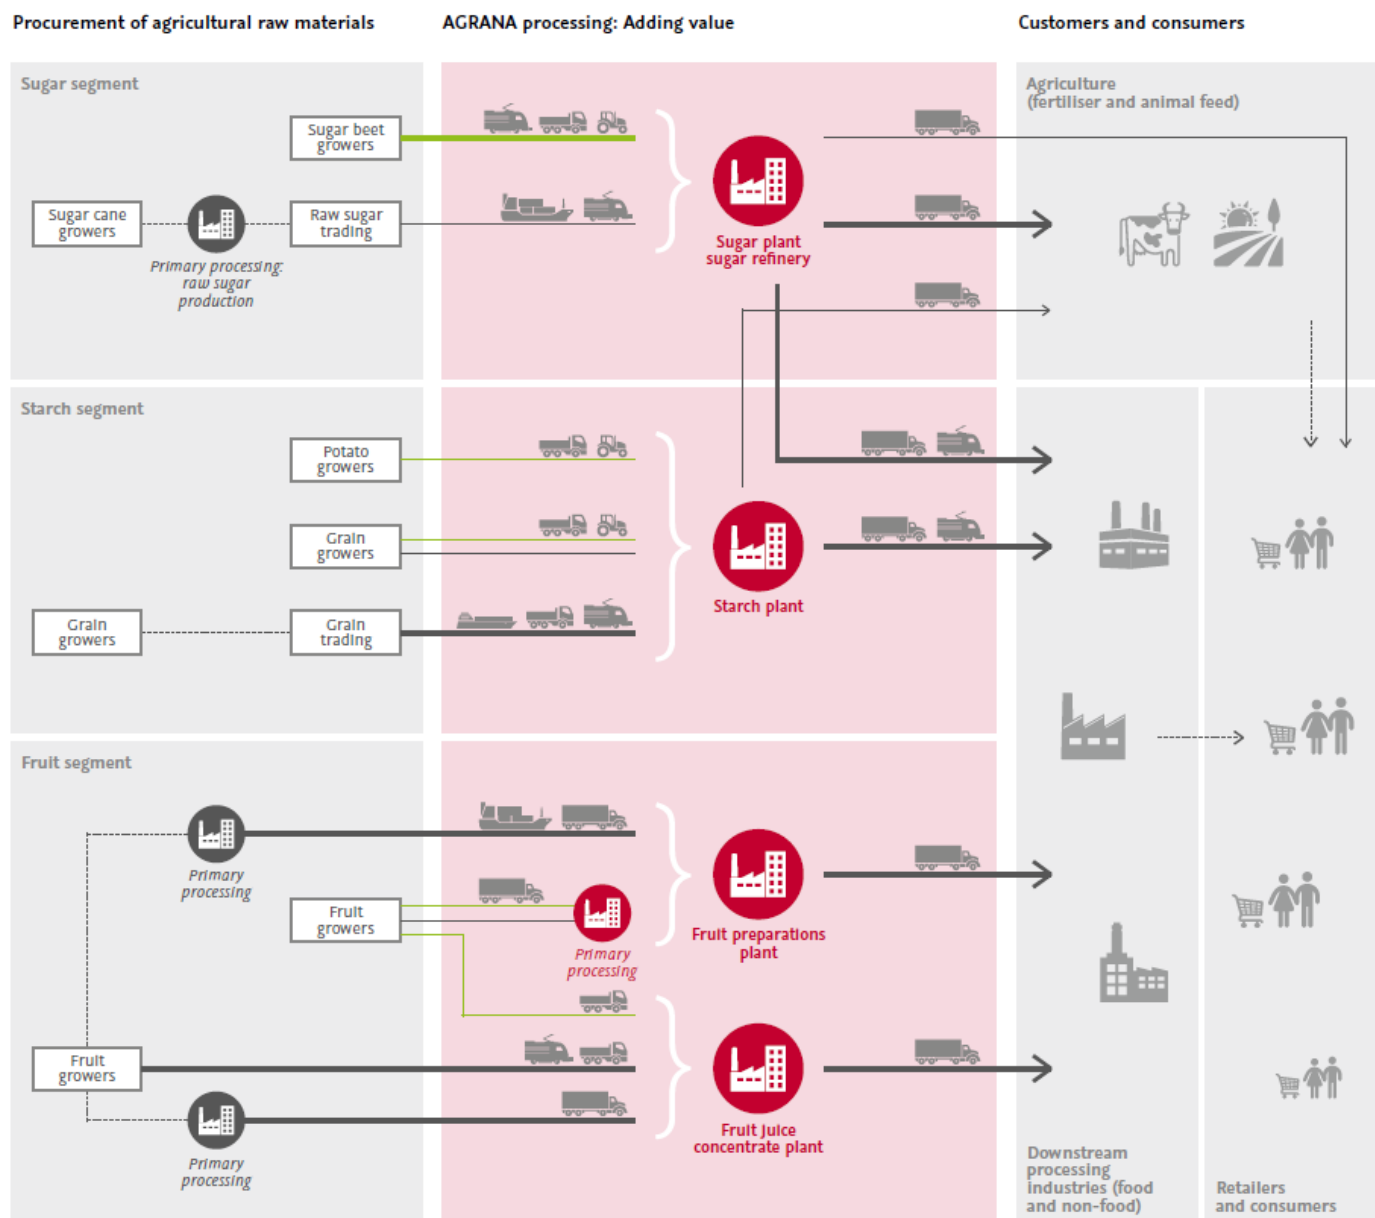 Procurement of agricultural raw materials
AGRANA processing: Adding value
Customers and consumers
Sugar segment
Sugar beet
growers
Sugar cane
growers
Raw sugar
trading
Primary processing:
raw sugar
production
Sugar plant
sugar refinery
Agriculture
(fertiliser and animal feed)
Starch segment
Potato
growers
Grain
growers
Grain
growers
Grain
trading
Starch plant
Fruit segment
Primary
processing
Fruit
growers
Primary
processing
Fruit preparations
plant
Fruit
growers
Primary
processing
Fruit juice
concentrate plant
Downstream
processing
industries (food
and non-food)
Retailers
and consumers